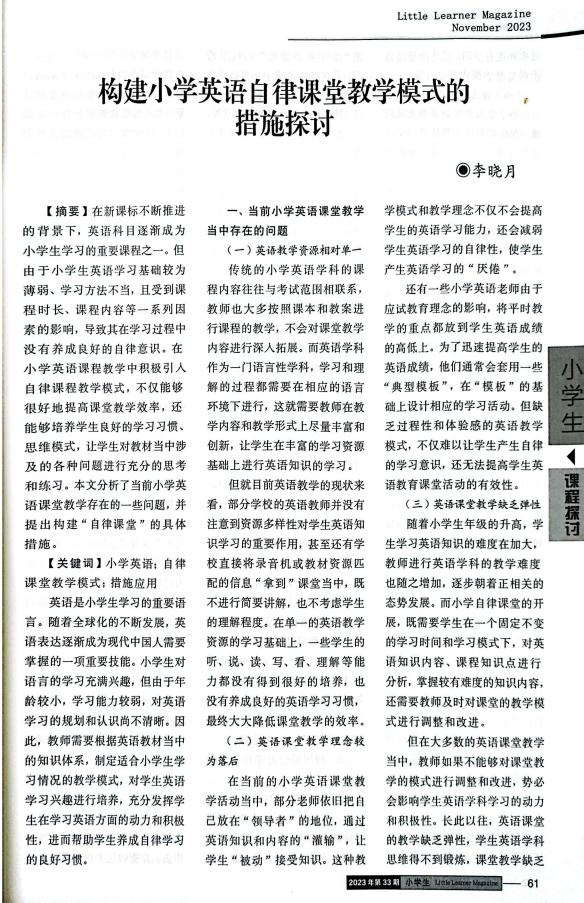 Little Learner Magazine
November 2023
构建小学英语自律课堂教学模式的
措施探讨
◉李晓月
【摘要】在新课标不断推进
的背景下，英语科目逐渐成为
小学生学习的重要课程之一。但
由于小学生英语学习基础较为
薄弱、学习方法不当，且受到课
程时长、课程内容等一系列因
素的影响，导致其在学习过程中
没有养成良好的自律意识。在
小学英语课程教学中积极引入
自律课程教学模式，不仅能够
很好地提高课堂教学效率，还
能够培养学生良好的学习习惯、
思维模式，让学生对教材当中涉
及的各种问题进行充分的思考
和练习。本文分析了当前小学英
语课堂教学存在的一些问题，并
提出构建“自律课堂”的具体
措施。
【关键词】小学英语；自律
课堂教学模式；措施应用
英语是小学生学习的重要语
言。随着全球化的不断发展，英
语表达逐渐成为现代中国人需要
掌握的一项重要技能。小学生对
语言的学习充满兴趣，但由于年
龄较小，学习能力较弱，对英语
学习的规划和认识尚不清晰。因
此，教师需要根据英语教材当中
的知识体系，制定适合小学生学
习情况的教学模式，对学生英语
学习兴趣进行培养，充分发挥学
生在学习英语方面的动力和积极
性，进而帮助学生养成自律学习
的良好习惯。
一、当前小学英语课堂教学
当中存在的问题
（一）英语教学资源相对单一
传统的小学英语学科的课
程内容往往与考试范围相联系，
教师也大多按照课本和教案进
行课程的教学，不会对课堂教学
内容进行深入拓展。而英语学科
作为一门语言性学科，学习和理
解的过程都需要在相应的语言
环境下进行，这就需要教师在教
学内容和教学形式上尽量丰富和
创新，让学生在丰富的学习资源
基础上进行英语知识的学习。
但就目前英语教学的现状来
看，部分学校的英语教师并没有
注意到资源多样性对学生英语知
识学习的重要作用，甚至还有学
校直接将录音机或教材资源匹
配的信息“拿到”课堂当中，既
不进行简要讲解，也不考虑学生
的理解程度。在单一的英语教学
资源的学习基础上，一些学生的
听、说、读、写、看、理解等能
力都没有得到很好的培养，也
没有养成良好的英语学习习惯，
最终大大降低课堂教学的效率。
（二）英语课堂教学理念较
为落后
在当前的小学英语课堂教
学活动当中，部分老师依旧把自
己放在“领导者”的地位，通过
英语知识和内容的“灌输”，让
学生“被动”接受知识。这种教
学模式和教学理念不仅不会提高
学生的英语学习能力，还会减弱
学生英语学习的自律性，使学生
产生英语学习的“厌倦”。
还有一些小学英语老师由于
应试教育理念的影响，将平时教
学的重点都放到学生英语成绩
的高低上。为了迅速提高学生的
英语成绩，他们通常会套用一些
“典型模板”，在“模板”的基
础上设计相应的学习活动。但缺
乏过程性和体验感的英语教学
模式，不仅难以让学生产生自律
的学习意识，还无法提高学生英
语教育课堂活动的有效性。
（三）英语课堂教学缺乏弹性
随着小学生年级的升高，学
生学习英语知识的难度在加大，
教师进行英语学科的教学难度
也随之增加，逐步朝着正相关的
态势发展。而小学自律课堂的开
展，既需要学生在一个固定不变
的学习时间和学习模式下，对英
语知识内容、课程知识点进行
分析，掌握较有难度的知识内容，
还需要教师及时对课堂的教学模
式进行调整和改进。
但在大多数的英语课堂教学
当中，教师如果不能够对课堂教
学的模式进行调整和改进，势必
会影响学生英语学科学习的动力
和积极性。长此以往，英语课堂
的教学缺乏弹性，学生英语学科
思维得不到锻炼，课堂教学缺乏
小学生
◀
课程探讨
2023年第33期 小学生 Little Learner Magazine 61